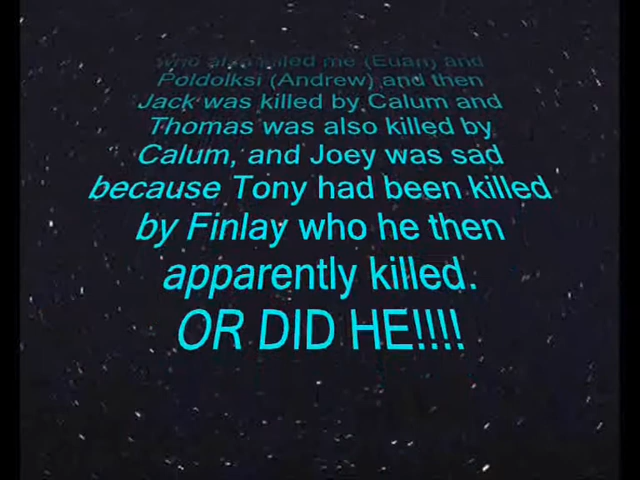 who also killed me (Euan) and
Poldolksi (Andrew) and then
Jack was killed by Calum and
Thomas was also killed by
Calum, and Joey was sad
because Tony had been killed
by Finlay who he then
apparently killed.
OR DID HE!!!!